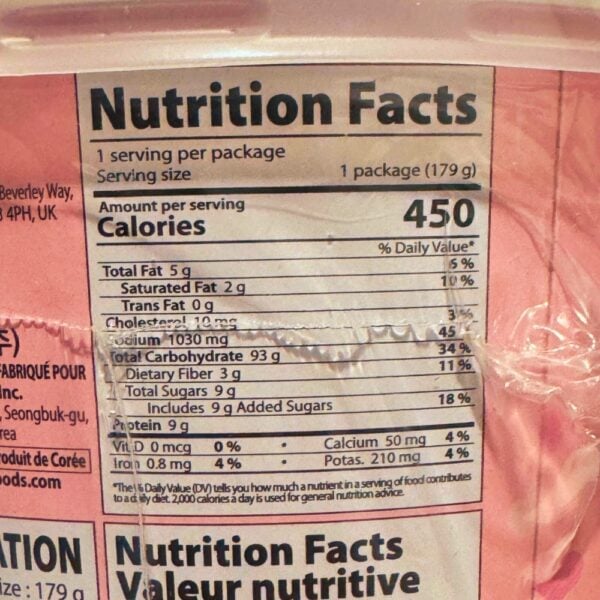 Nutrition Facts
1 serving per package
Serving size 1 package (179 g)
Amount per serving
Calories 450
% Daily Value*
Total Fat 5 g 5 %
Saturated Fat 2 g 10 %
Trans Fat 0 g
Cholesterol 10 mg 3 %
Sodium 1030 mg 45
Total Carbohydrate 93 g 34 %
Dietary Fiber 3 g 11 %
Total Sugars 9 g
Includes 9 g Added Sugars 18 %
Protein 9 g
Vit D 0 mcg 0 % • Calcium 50 mg 4 %
Iron 0.8 mg 4 % • Potas. 210 mg 4 %
*The % Daily Value (DV) tells you how much a nutrient in a serving of food contributes
to a daily diet. 2,000 calories a day is used for general nutrition advice.
Beverley Way,
4PH, UK
FABRIQUÉ POUR
Inc.
, Seongbuk-gu,
rea
roduit de Corée
oods.com
ATION
ize : 179 g
Nutrition Facts
Valeur nutritive